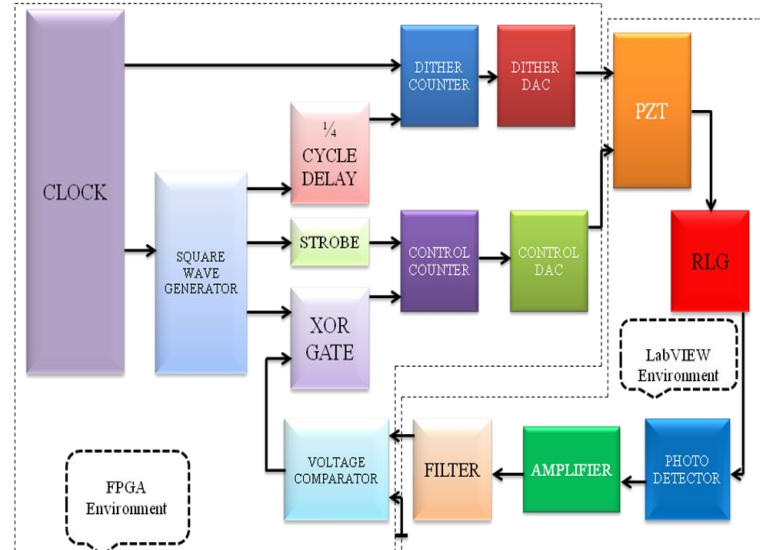 CLOCK
SQUARE
WAVE
GENERATOR
¼
CYCLE
DELAY
STROBE
XOR
GATE
DITHER
COUNTER
DITHER
DAC
CONTROL
COUNTER
CONTROL
DAC
PZT
RLG
LabVIEW
Environment
PHOTO
DETECTOR
AMPLIFIER
FILTER
VOLTAGE
COMPARATOR
FPGA
Environment